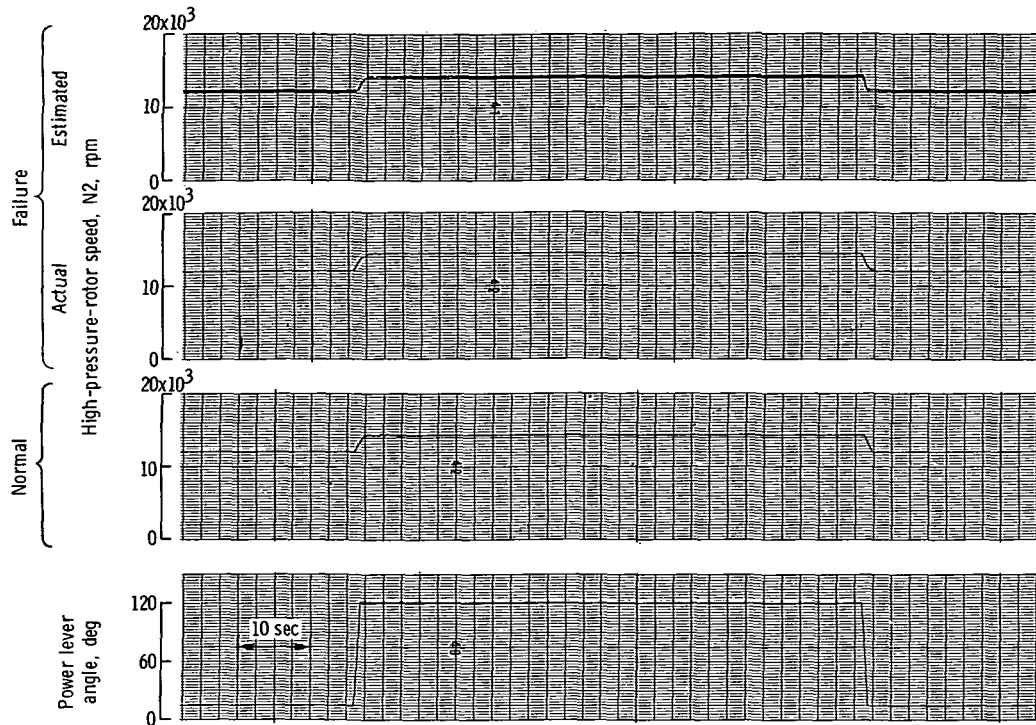 20x10³
10
0
Estimated
20x10³
10
0
Actual
Failure
High-pressure-rotor speed, N2, rpm
20x10³
10
0
Normal
120
60
0
Power lever
angle, deg
10 sec